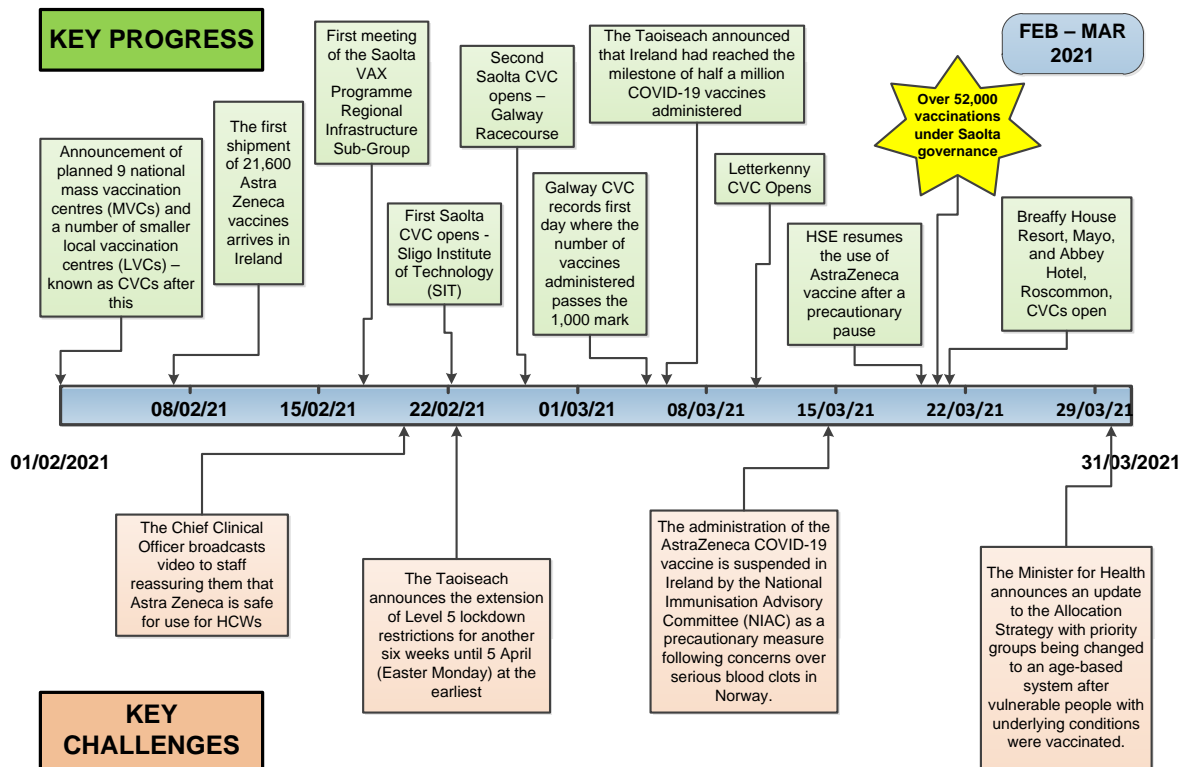 KEY PROGRESS
FEB – MAR
2021
Announcement of
planned 9 national
mass vaccination
centres (MVCs) and
a number of smaller
local vaccination
centres (LVCs) –
known as CVCs after
this
The first
shipment
of 21,600
Astra
Zeneca
vaccines
arrives in
Ireland
First meeting
of the Saolta
VAX
Programme
Regional
Infrastructure
Sub-Group
First Saolta
CVC opens -
Sligo Institute
of Technology
(SIT)
Second
Saolta CVC
opens –
Galway
Racecourse
Galway CVC
records first
day where the
number of
vaccines
administered
passes the
1,000 mark
The Taoiseach announced
that Ireland had reached the
milestone of half a million
COVID-19 vaccines
administered
Letterkenny
CVC Opens
HSE resumes
the use of
AstraZeneca
vaccine after a
precautionary
pause
Over 52,000
vaccinations
under Saolta
governance
Breaffy House
Resort, Mayo,
and Abbey
Hotel,
Roscommon,
CVCs open
08/02/21 15/02/21 22/02/21 01/03/21 08/03/21 15/03/21 22/03/21 29/03/21
01/02/2021 31/03/2021
The Chief Clinical
Officer broadcasts
video to staff
reassuring them that
Astra Zeneca is safe
for use for HCWs
The Taoiseach
announces the extension
of Level 5 lockdown
restrictions for another
six weeks until 5 April
(Easter Monday) at the
earliest
The administration of the
AstraZeneca COVID-19
vaccine is suspended in
Ireland by the National
Immunisation Advisory
Committee (NIAC) as a
precautionary measure
following concerns over
serious blood clots in
Norway.
The Minister for Health
announces an update
to the Allocation
Strategy with priority
groups being changed
to an age-based
system after
vulnerable people with
underlying conditions
were vaccinated.
KEY
CHALLENGES